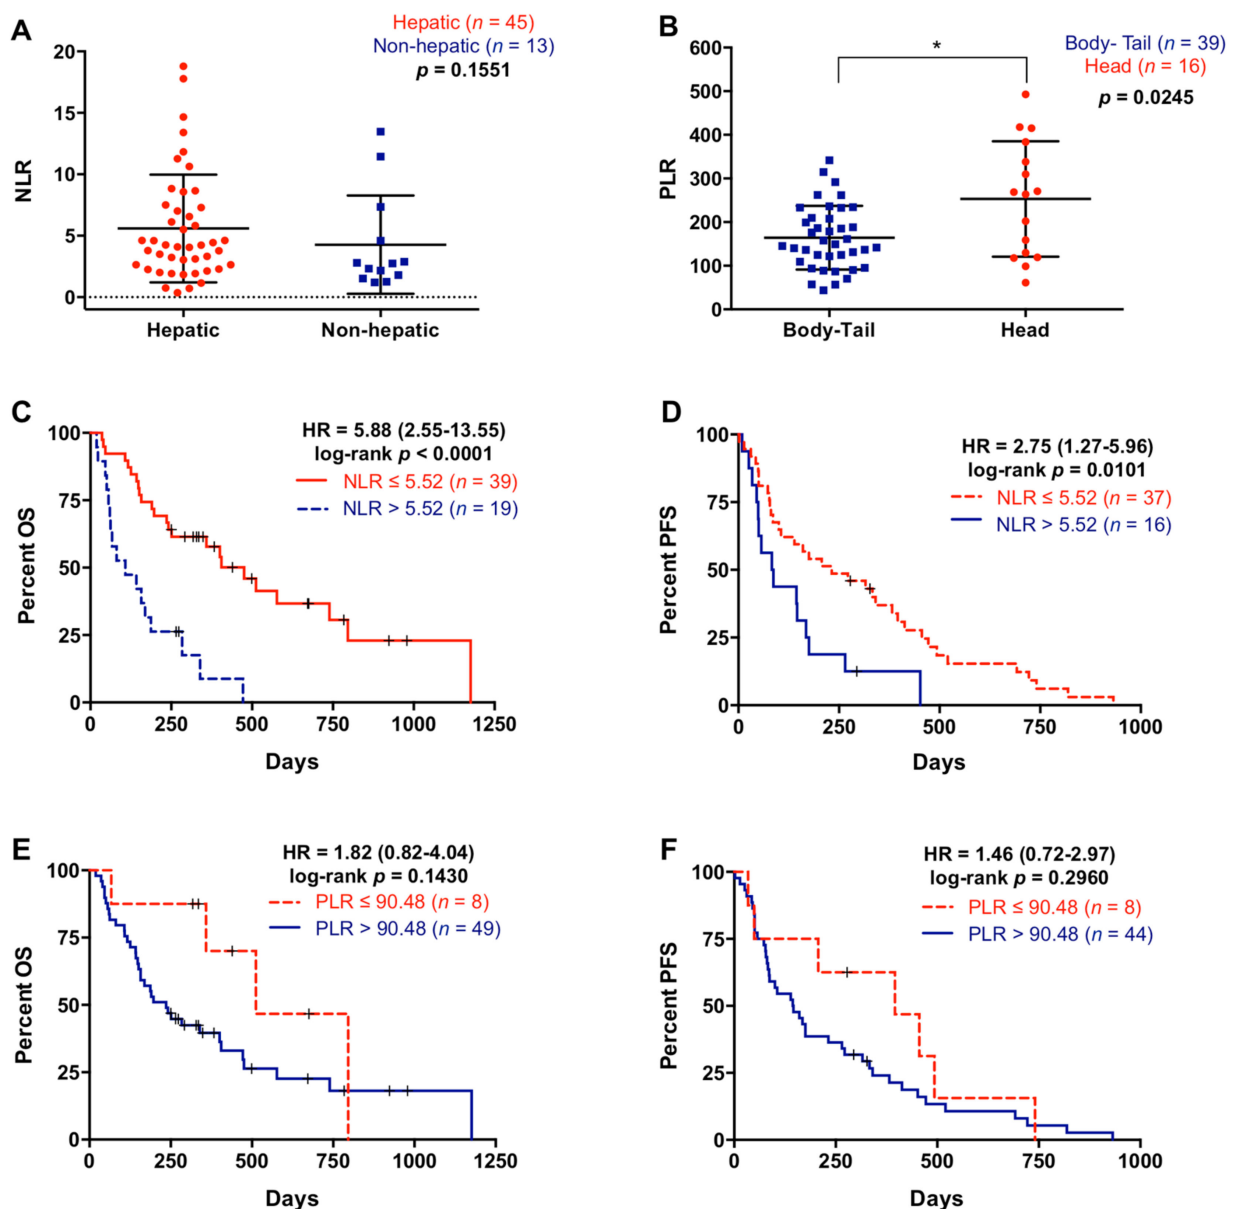 A
Hepatic (n = 45)
Non-hepatic (n = 13)
p = 0.1551
NLR
20
15
10
5
0
Hepatic
Non-hepatic
B
Body- Tail (n = 39)
Head (n = 16)
p = 0.0245
*
PLR
600
500
400
300
200
100
0
Body-Tail
Head
C
HR = 5.88 (2.55-13.55)
log-rank p < 0.0001
NLR ≤ 5.52 (n = 39)
NLR > 5.52 (n = 19)
Percent OS
100
75
50
25
0
0 250 500 750 1000 1250
Days
D
HR = 2.75 (1.27-5.96)
log-rank p = 0.0101
NLR ≤ 5.52 (n = 37)
NLR > 5.52 (n = 16)
Percent PFS
100
75
50
25
0
0 250 500 750 1000
Days
E
HR = 1.82 (0.82-4.04)
log-rank p = 0.1430
PLR ≤ 90.48 (n = 8)
PLR > 90.48 (n = 49)
Percent OS
100
75
50
25
0
0 250 500 750 1000 1250
Days
F
HR = 1.46 (0.72-2.97)
log-rank p = 0.2960
PLR ≤ 90.48 (n = 8)
PLR > 90.48 (n = 44)
Percent PFS
100
75
50
25
0
0 250 500 750 1000
Days